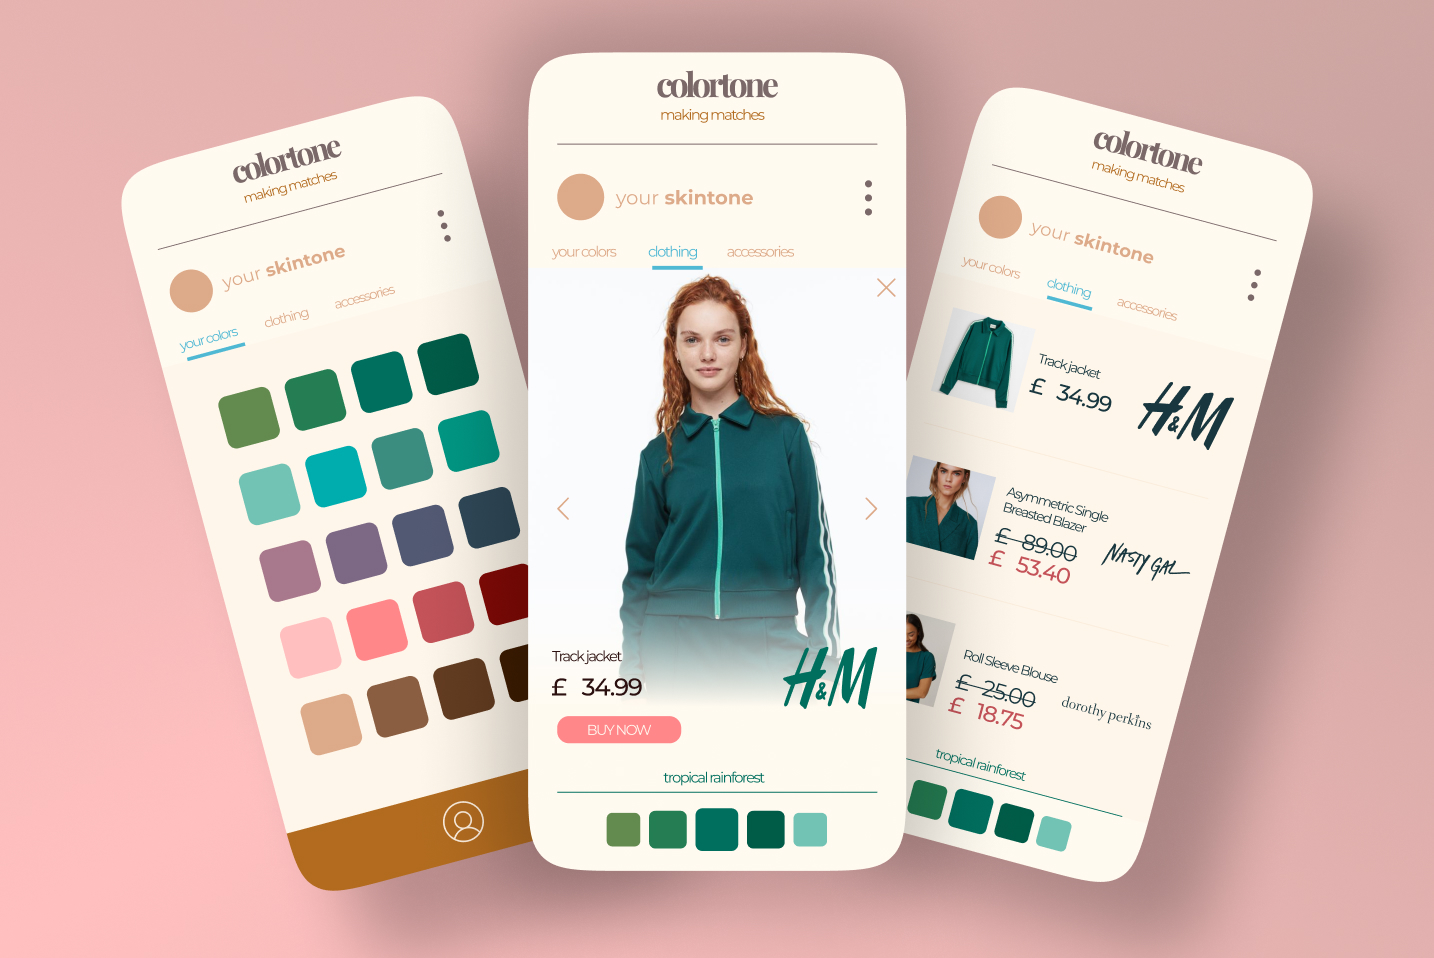 colortone
making matches
your skintone
your colors
clothing
accessories
colortone
making matches
your skintone
your colors
clothing
accessories
Track jacket
£ 34.99
H&M
BUY NOW
tropical rainforest
colortone
making matches
your skintone
your colors
clothing
accessories
Track jacket
£ 34.99
H&M
Asymmetric Single
Breasted Blazer
£ 89.00
£ 53.40
NASTY GAL
Roll Sleeve Blouse
£ 25.00
£ 18.75
dorothy perkins
tropical rainforest